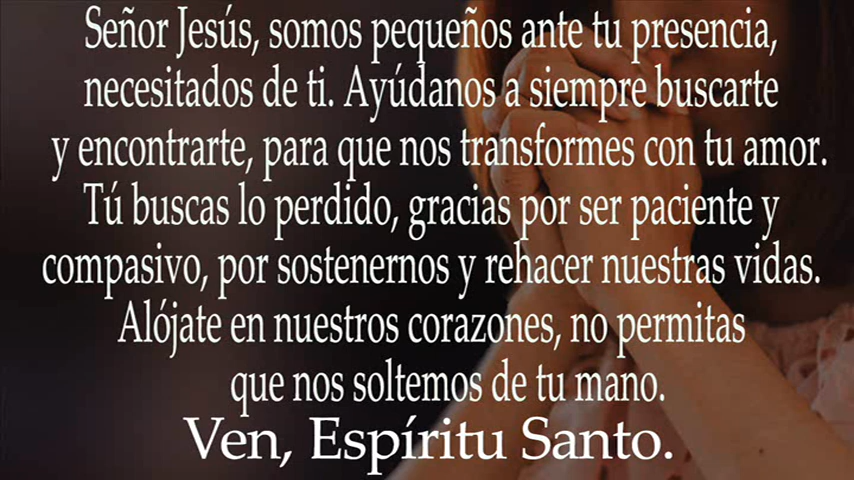 Señor Jesús, somos pequeños ante tu presencia,
necesitados de ti. Ayúdanos a siempre buscarte
y encontrarte, para que nos transformes con tu amor.
Tú buscas lo perdido, gracias por ser paciente y
compasivo, por sostenernos y rehacer nuestras vidas.
Alójate en nuestros corazones, no permitas
que nos soltemos de tu mano.
Ven, Espíritu Santo.